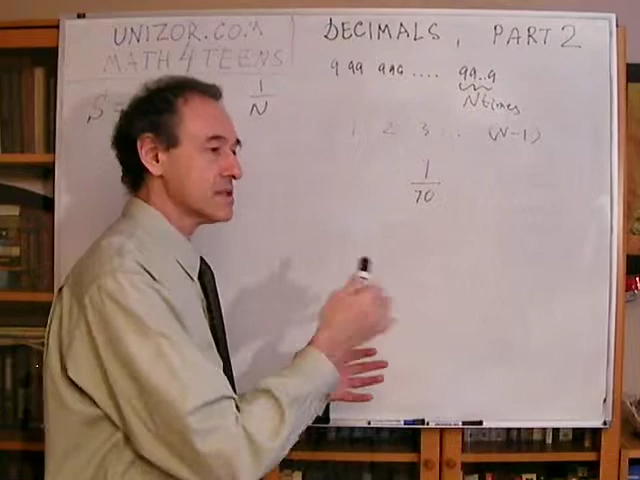 UNIZOR.COM
MATH 4 TEENS
DECIMALS, PART 2
9 99 999 .... 99..9
N times
S =
1
N
1 2 3 .. (N-1)
1
70